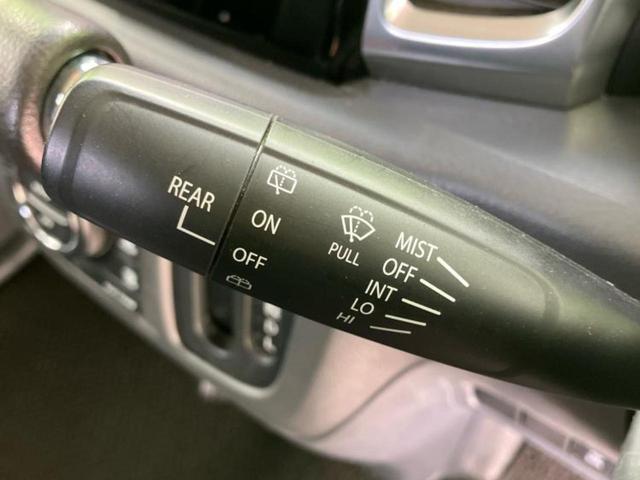 REAR
ON
OFF
PULL
MIST
OFF
INT
LO
HI